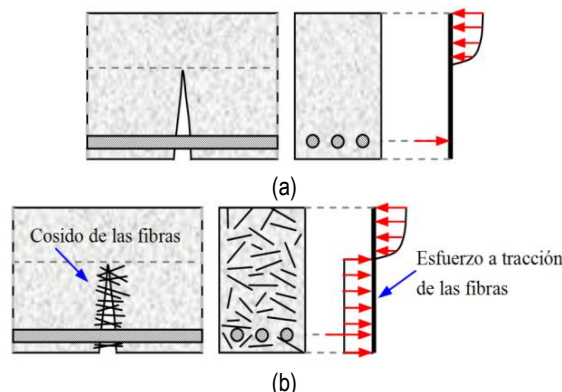 (a)
Cosido de las fibras
Esfuerzo a tracción
de las fibras
(b)